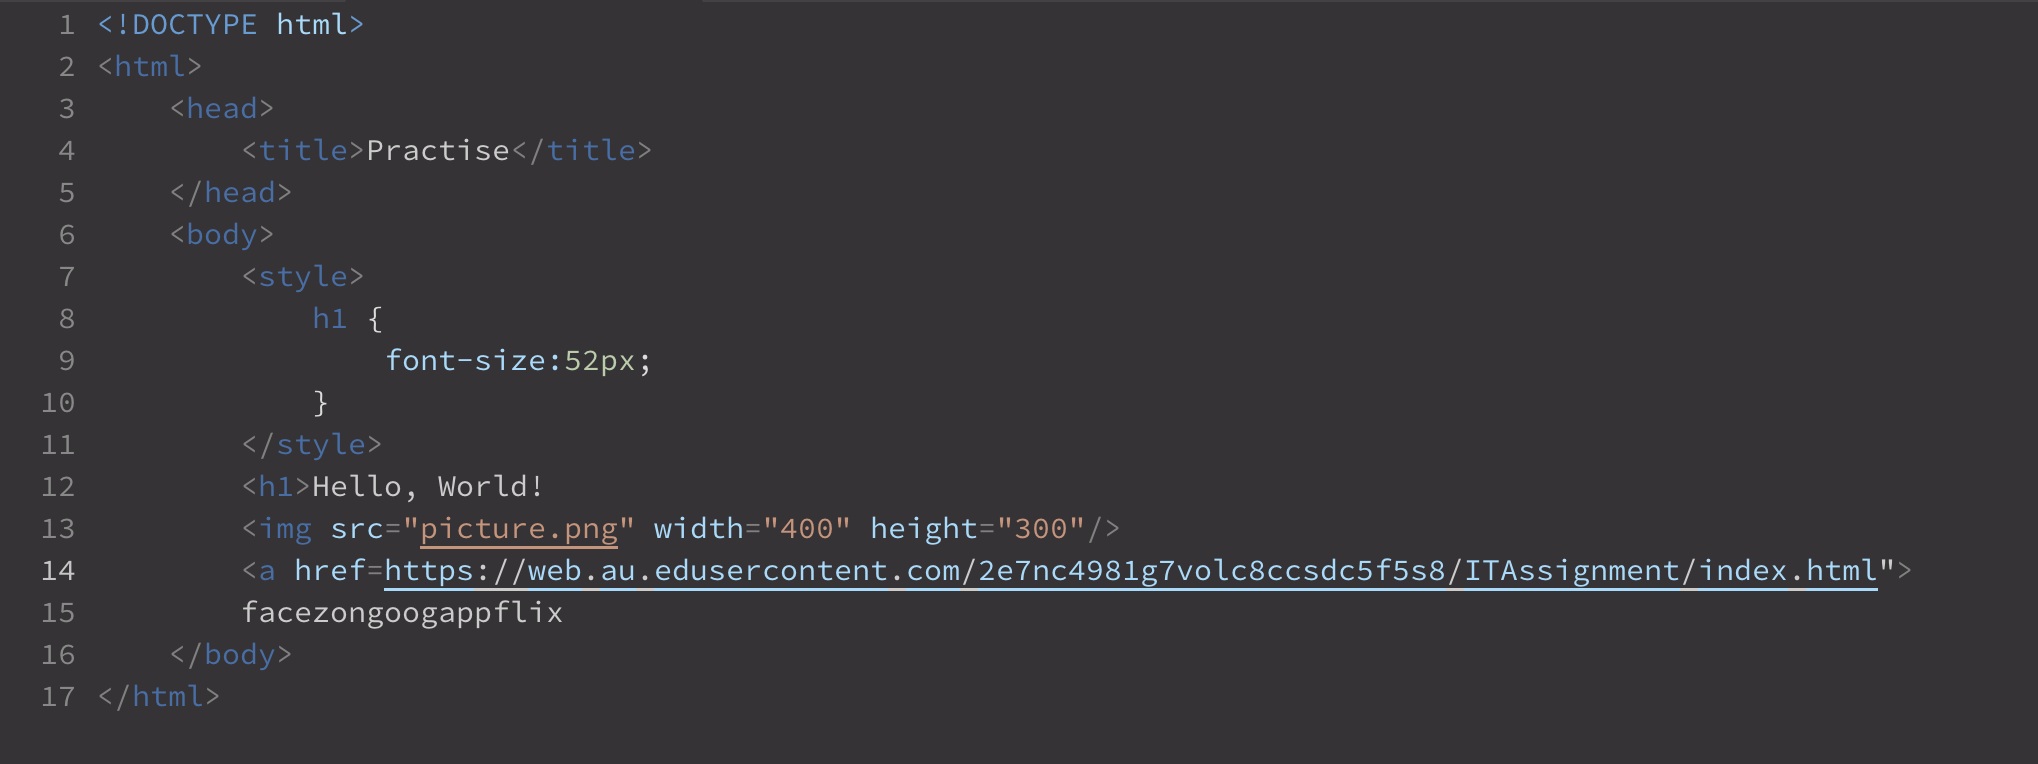 1 <!DOCTYPE html>
2 <html>
3     <head>
4         <title>Practise</title>
5     </head>
6     <body>
7         <style>
8             h1 {
9                 font-size:52px;
10             }
11         </style>
12         <h1>Hello, World!
13         <img src="picture.png" width="400" height="300"/>
14         <a href=https://web.au.edusercontent.com/2e7nc4981g7volc8ccsdc5f5s8/ITAssignment/index.html">
15         facezongoogappflix
16     </body>
17 </html>